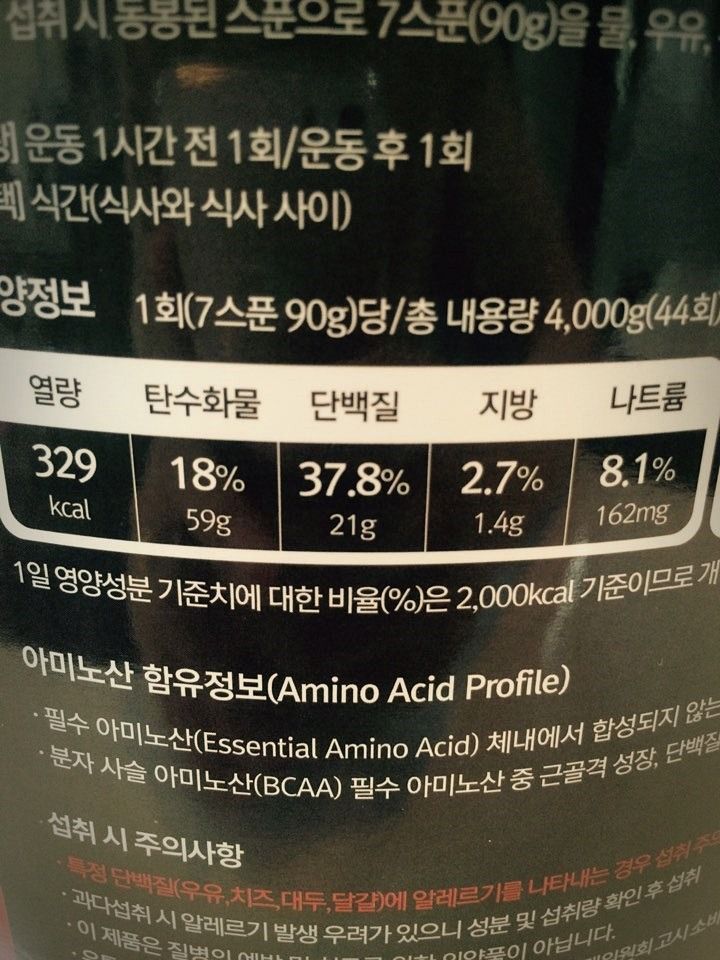 섭취 시 동봉된 스푼으로 7스푼(90g)을 물, 우유,
운동 1시간 전 1회/운동 후 1회
식간(식사와 식사 사이)
양정보 1회(7스푼 90g)당/총 내용량 4,000g(44회)
열량 탄수화물 단백질 지방 나트륨
329 18% 37.8% 2.7% 8.1%
kcal 59g 21g 1.4g 162mg
1일 영양성분 기준치에 대한 비율(%)은 2,000kcal 기준이므로 개
아미노산 함유정보(Amino Acid Profile)
· 필수 아미노산(Essential Amino Acid) 체내에서 합성되지 않는
· 분자 사슬 아미노산(BCAA) 필수 아미노산 중 근골격 성장, 단백질
섭취 시 주의사항
· 특정 단백질(우유,치즈,대두,달걀)에 알레르기를 나타내는 경우 섭취 주의
· 과다섭취 시 알레르기 발생 우려가 있으니 성분 및 섭취량 확인 후 섭취
· 이 제품은 질병의 예방 및 치료를 위한 의약품이 아닙니다.